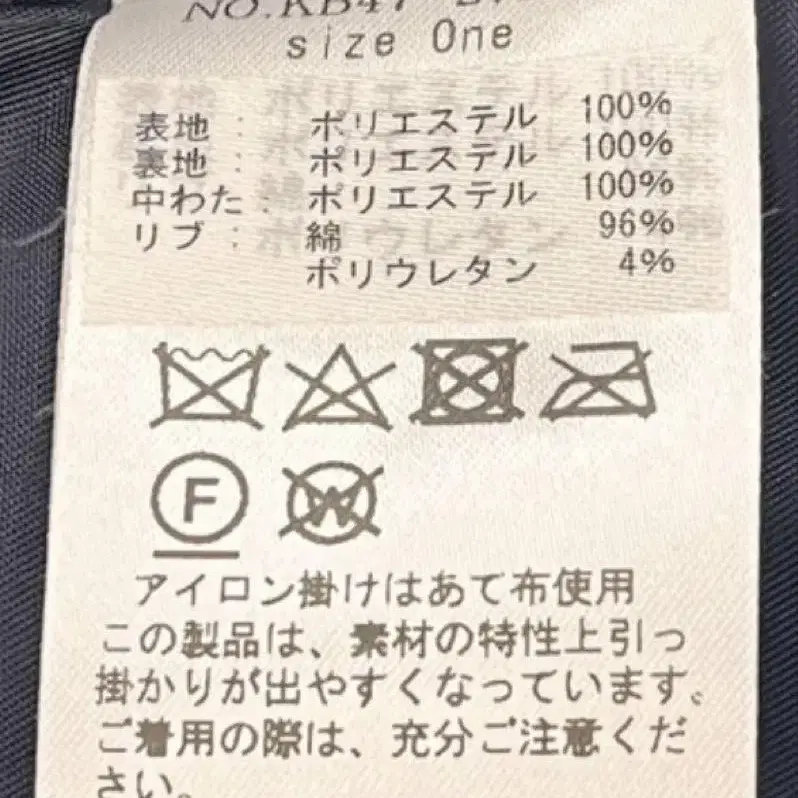 NO.KB47
size One
表地 : ポリエステル 100%
裏地 : ポリエステル 100%
中わた : ポリエステル 100%
リブ : 綿 96%
ポリウレタン 4%
F W
アイロン掛けはあて布使用
この製品は、素材の特性上引っ
掛かりが出やすくなっています。
ご着用の際は、充分ご注意くだ
さい。